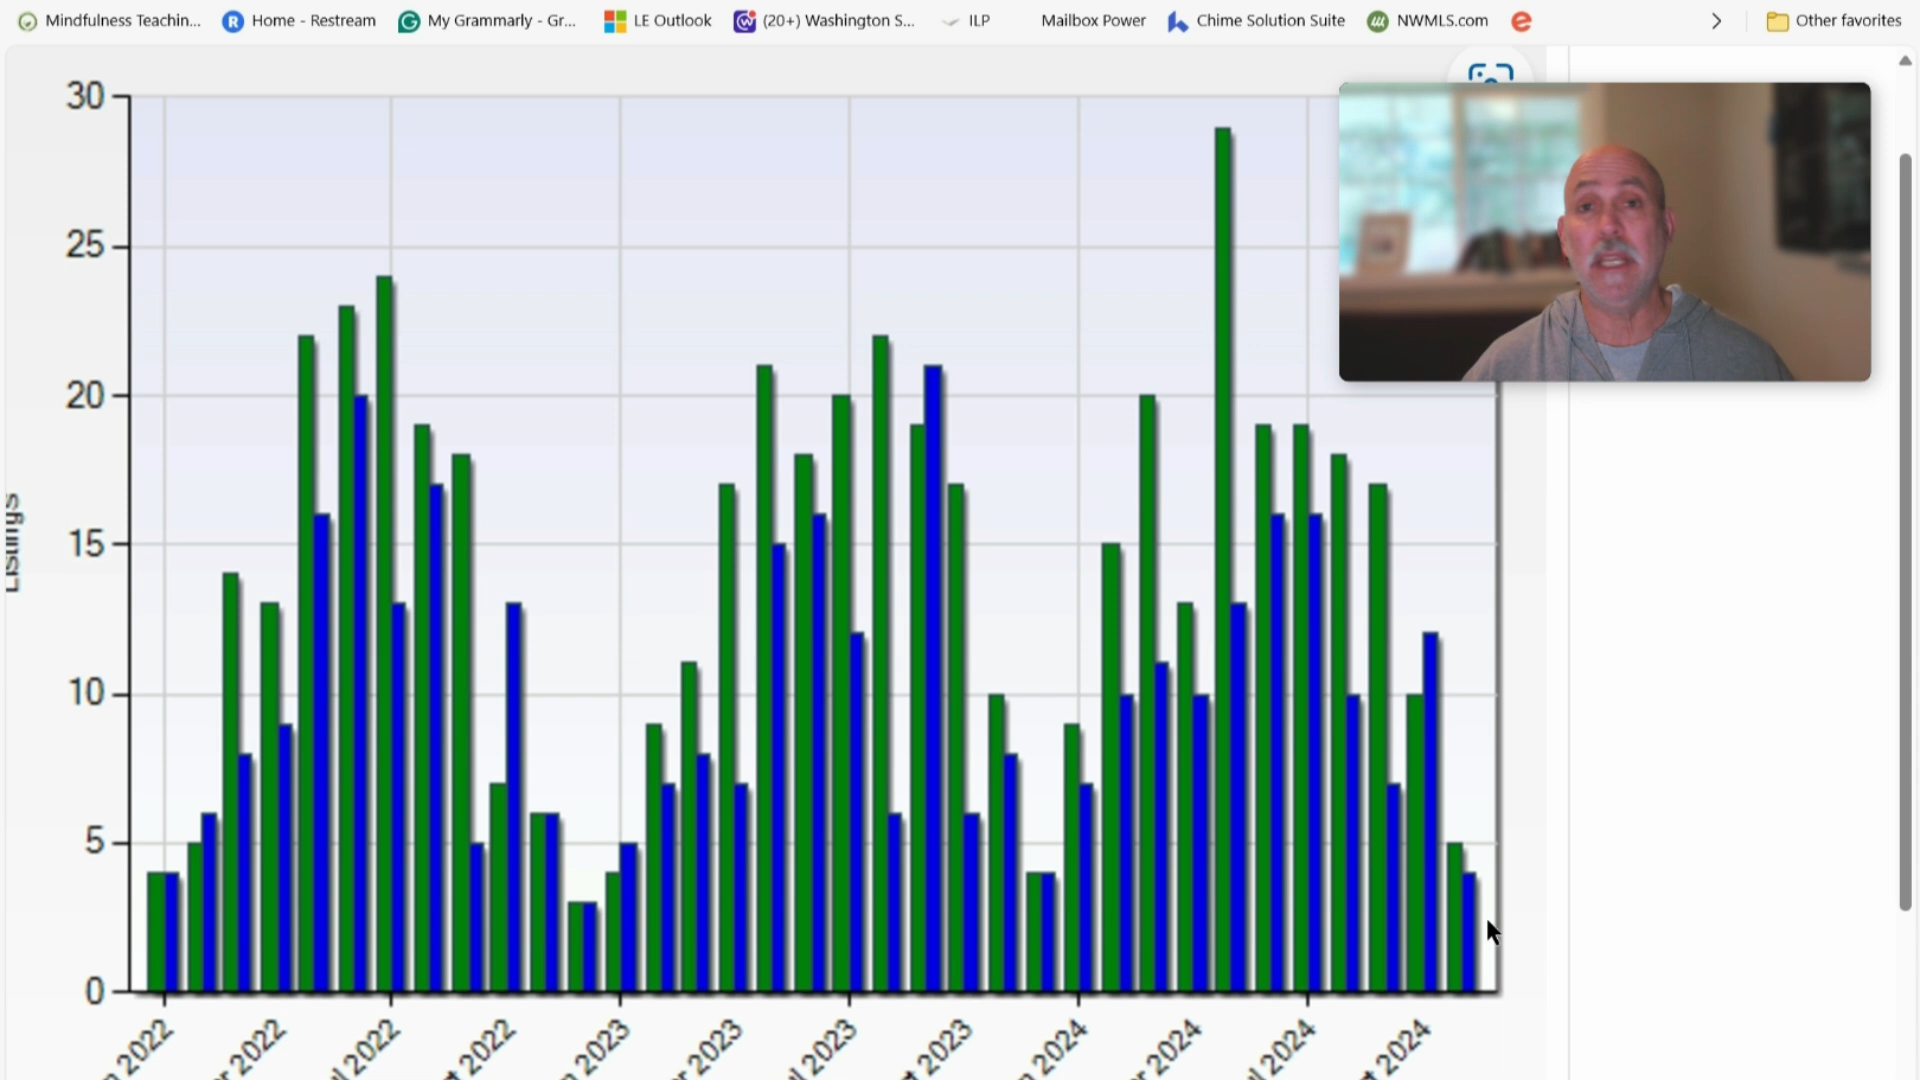 Mindfulness Teachin...
Home - Restream
My Grammarly - Gr...
LE Outlook
(20+) Washington S...
ILP
Mailbox Power
Chime Solution Suite
NWMLS.com
Other favorites
30
25
20
15
10
5
0
Listings
n 2022
r 2022
l 2022
t 2022
n 2023
r 2023
l 2023
t 2023
n 2024
r 2024
l 2024
t 2024